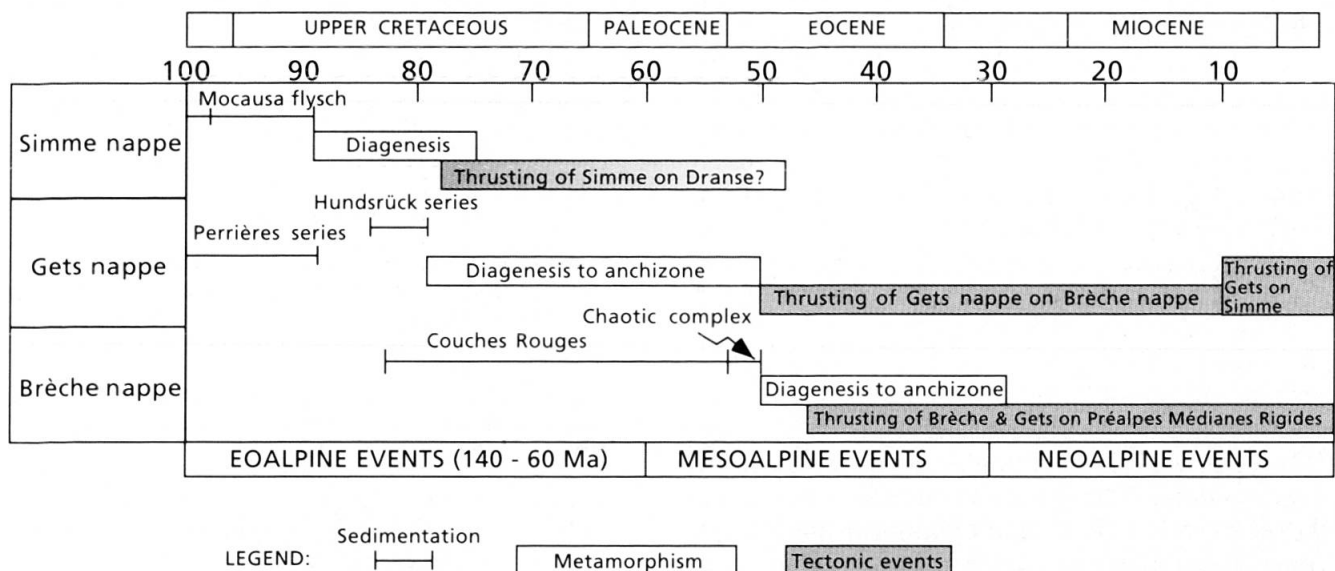 UPPER CRETACEOUS PALEOCENE EOCENE MIOCENE
100 90 80 70 60 50 40 30 20 10
Simme nappe
Mocausa flysch
Diagenesis
Thrusting of Simme on Dranse?
Gets nappe
Hundsrück series
Perrières series
Diagenesis to anchizone
Thrusting of Gets nappe on Brèche nappe
Thrusting of
Gets on
Simme
Brèche nappe
Chaotic complex
Couches Rouges
Diagenesis to anchizone
Thrusting of Brèche & Gets on Préalpes Médianes Rigides
EOALPINE EVENTS (140 - 60 Ma) MESOALPINE EVENTS NEOALPINE EVENTS
LEGEND: Sedimentation Metamorphism Tectonic events